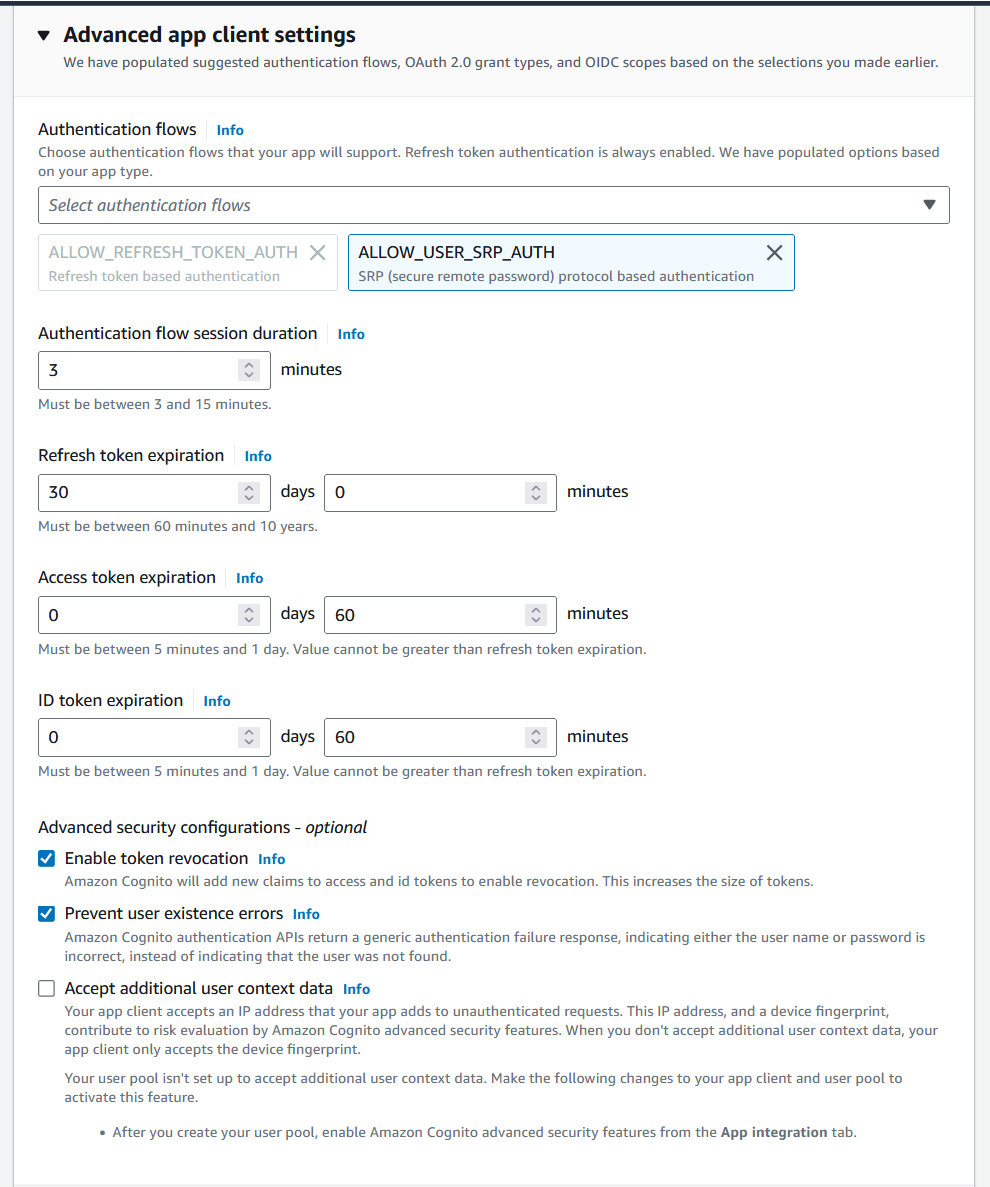 Advanced app client settings
We have populated suggested authentication flows, OAuth 2.0 grant types, and OIDC scopes based on the selections you made earlier.
Authentication flows Info
Choose authentication flows that your app will support. Refresh token authentication is always enabled. We have populated options based
on your app type.
Select authentication flows
ALLOW_REFRESH_TOKEN_AUTH
Refresh token based authentication
ALLOW_USER_SRP_AUTH
SRP (secure remote password) protocol based authentication
Authentication flow session duration Info
3 minutes
Must be between 3 and 15 minutes.
Refresh token expiration Info
30 days 0 minutes
Must be between 60 minutes and 10 years.
Access token expiration Info
0 days 60 minutes
Must be between 5 minutes and 1 day. Value cannot be greater than refresh token expiration.
ID token expiration Info
0 days 60 minutes
Must be between 5 minutes and 1 day. Value cannot be greater than refresh token expiration.
Advanced security configurations - optional
Enable token revocation Info
Amazon Cognito will add new claims to access and id tokens to enable revocation. This increases the size of tokens.
Prevent user existence errors Info
Amazon Cognito authentication APIs return a generic authentication failure response, indicating either the user name or password is
incorrect, instead of indicating that the user was not found.
Accept additional user context data Info
Your app client accepts an IP address that your app adds to unauthenticated requests. This IP address, and a device fingerprint,
contribute to risk evaluation by Amazon Cognito advanced security features. When you don't accept additional user context data, your
app client only accepts the device fingerprint.
Your user pool isn't set up to accept additional user context data. Make the following changes to your app client and user pool to
activate this feature.
• After you create your user pool, enable Amazon Cognito advanced security features from the App integration tab.